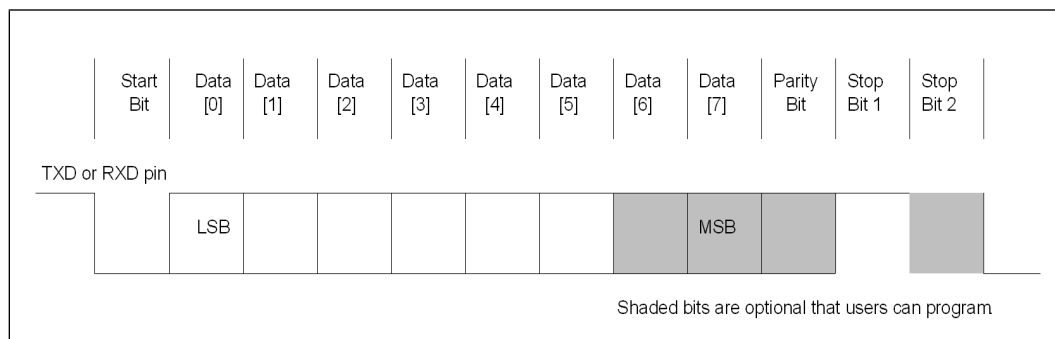 Start Data Data Data Data Data Data Data Data Parity Stop Stop
Bit [0] [1] [2] [3] [4] [5] [6] [7] Bit Bit 1 Bit 2
TXD or RXD pin
LSB MSB
Shaded bits are optional that users can program.